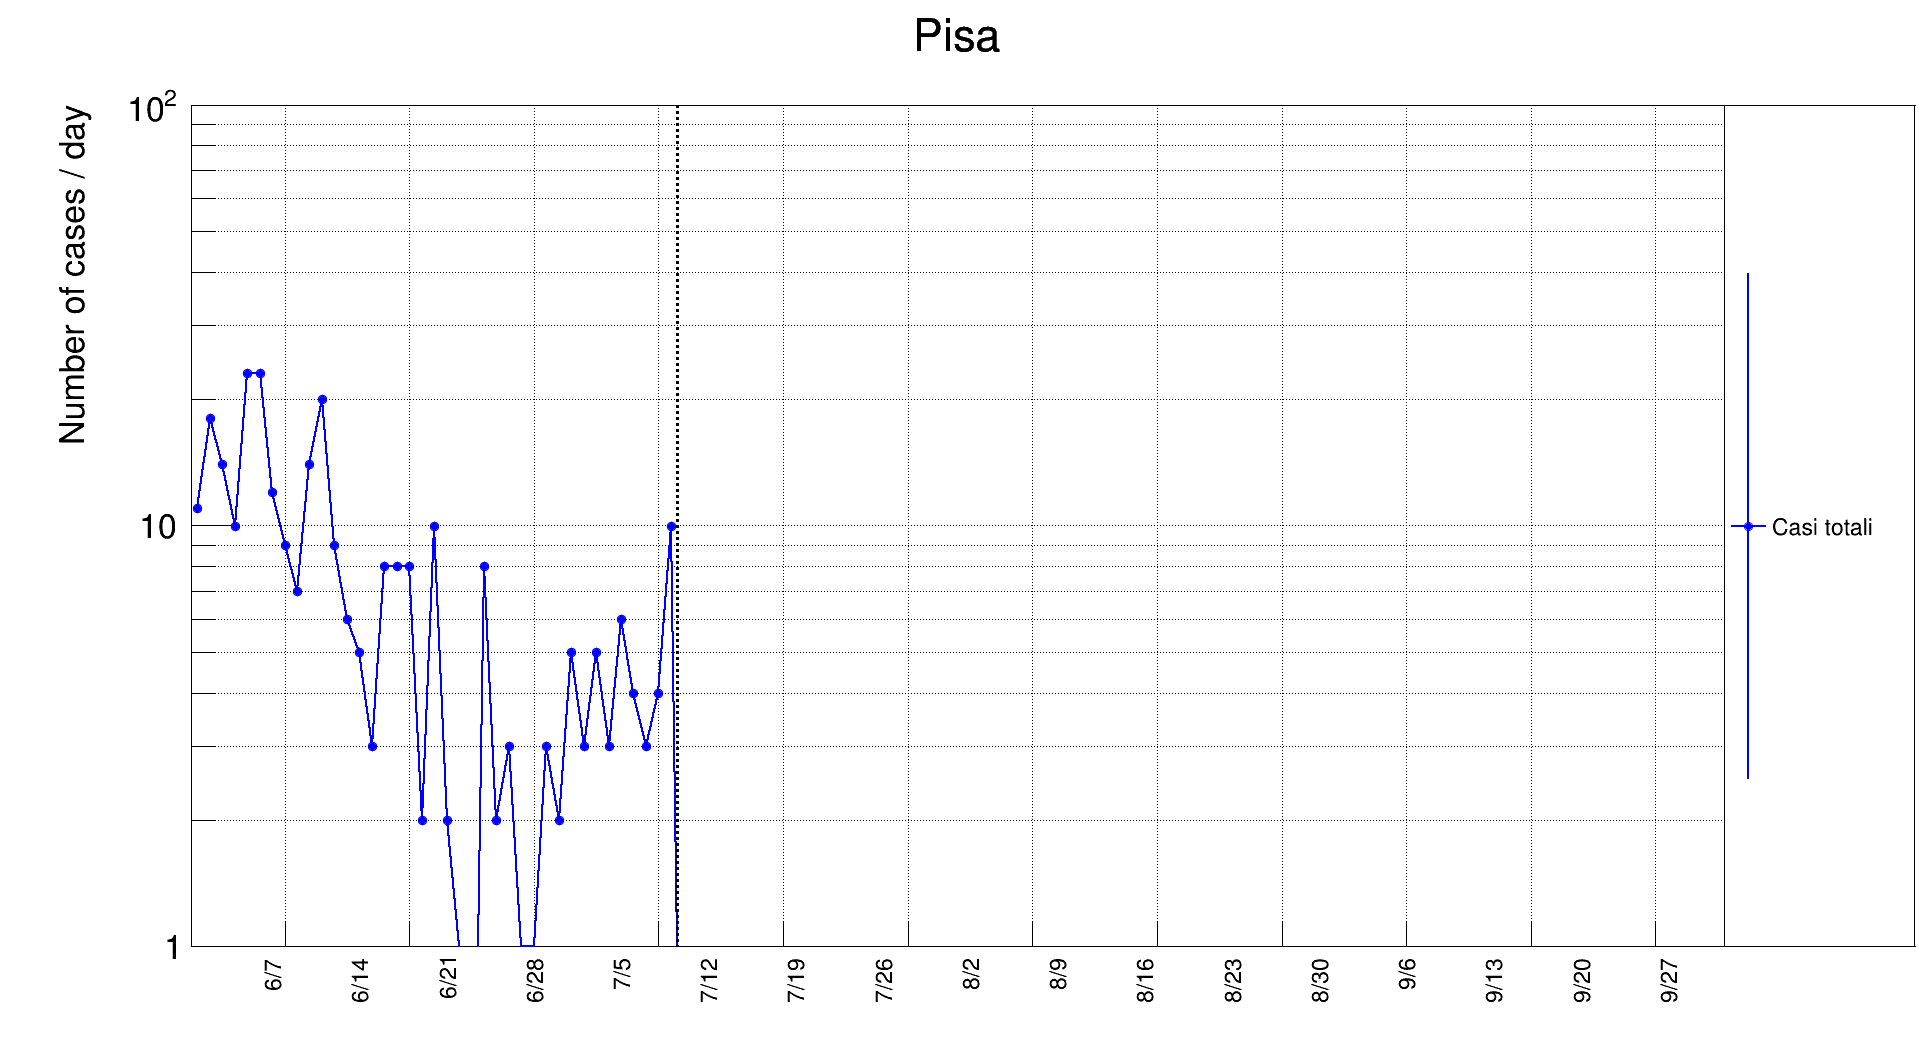 Pisa
Number of cases / day
10²
10
1
6/7 6/14 6/21 6/28 7/5 7/12 7/19 7/26 8/2 8/9 8/16 8/23 8/30 9/6 9/13 9/20 9/27
Casi totali